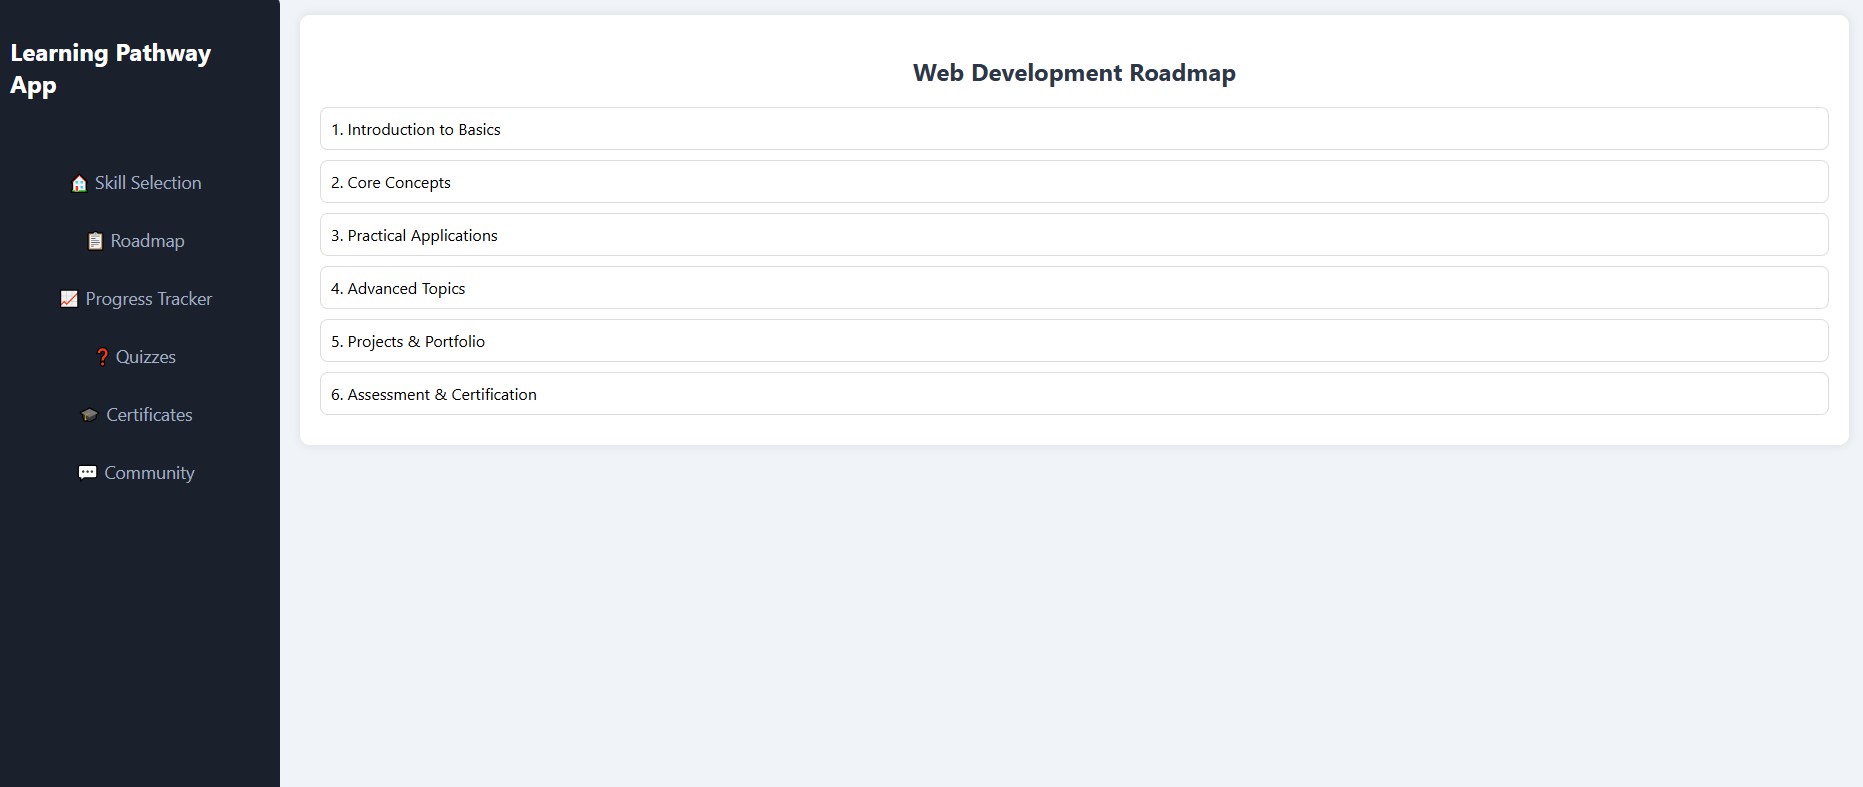 Learning Pathway
App
🏠 Skill Selection
📋 Roadmap
📈 Progress Tracker
❓ Quizzes
🎓 Certificates
💬 Community
Web Development Roadmap
1. Introduction to Basics
2. Core Concepts
3. Practical Applications
4. Advanced Topics
5. Projects & Portfolio
6. Assessment & Certification